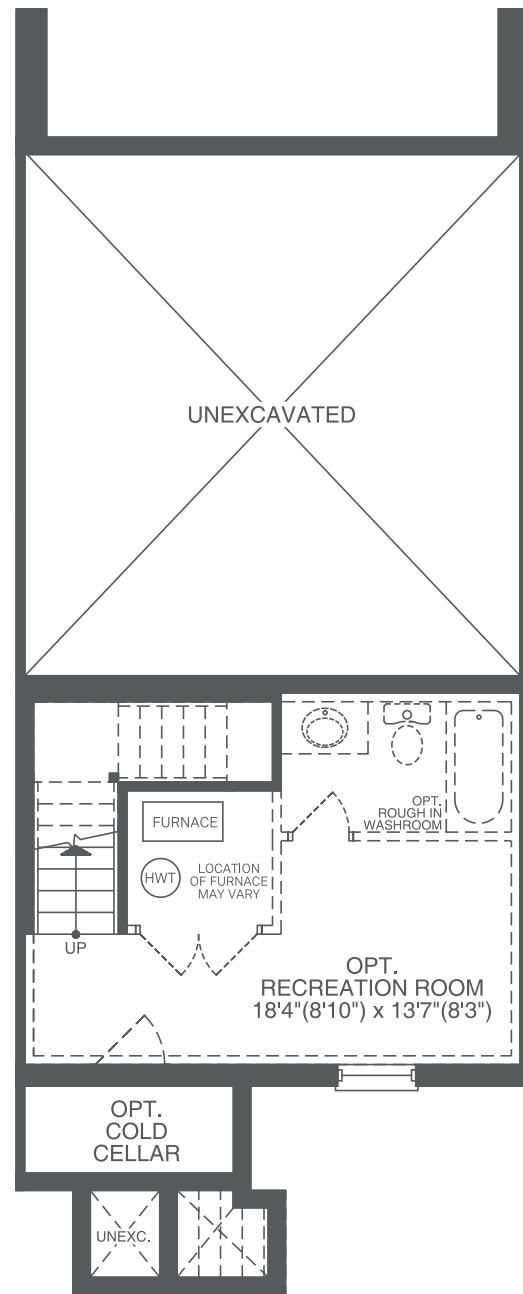 UNEXCAVATED
OPT.
ROUGH IN
WASHROOM
FURNACE
HWT
LOCATION
OF FURNACE
MAY VARY
UP
OPT.
RECREATION ROOM
18'4"(8'10") x 13'7"(8'3")
OPT.
COLD
CELLAR
UNEXC.